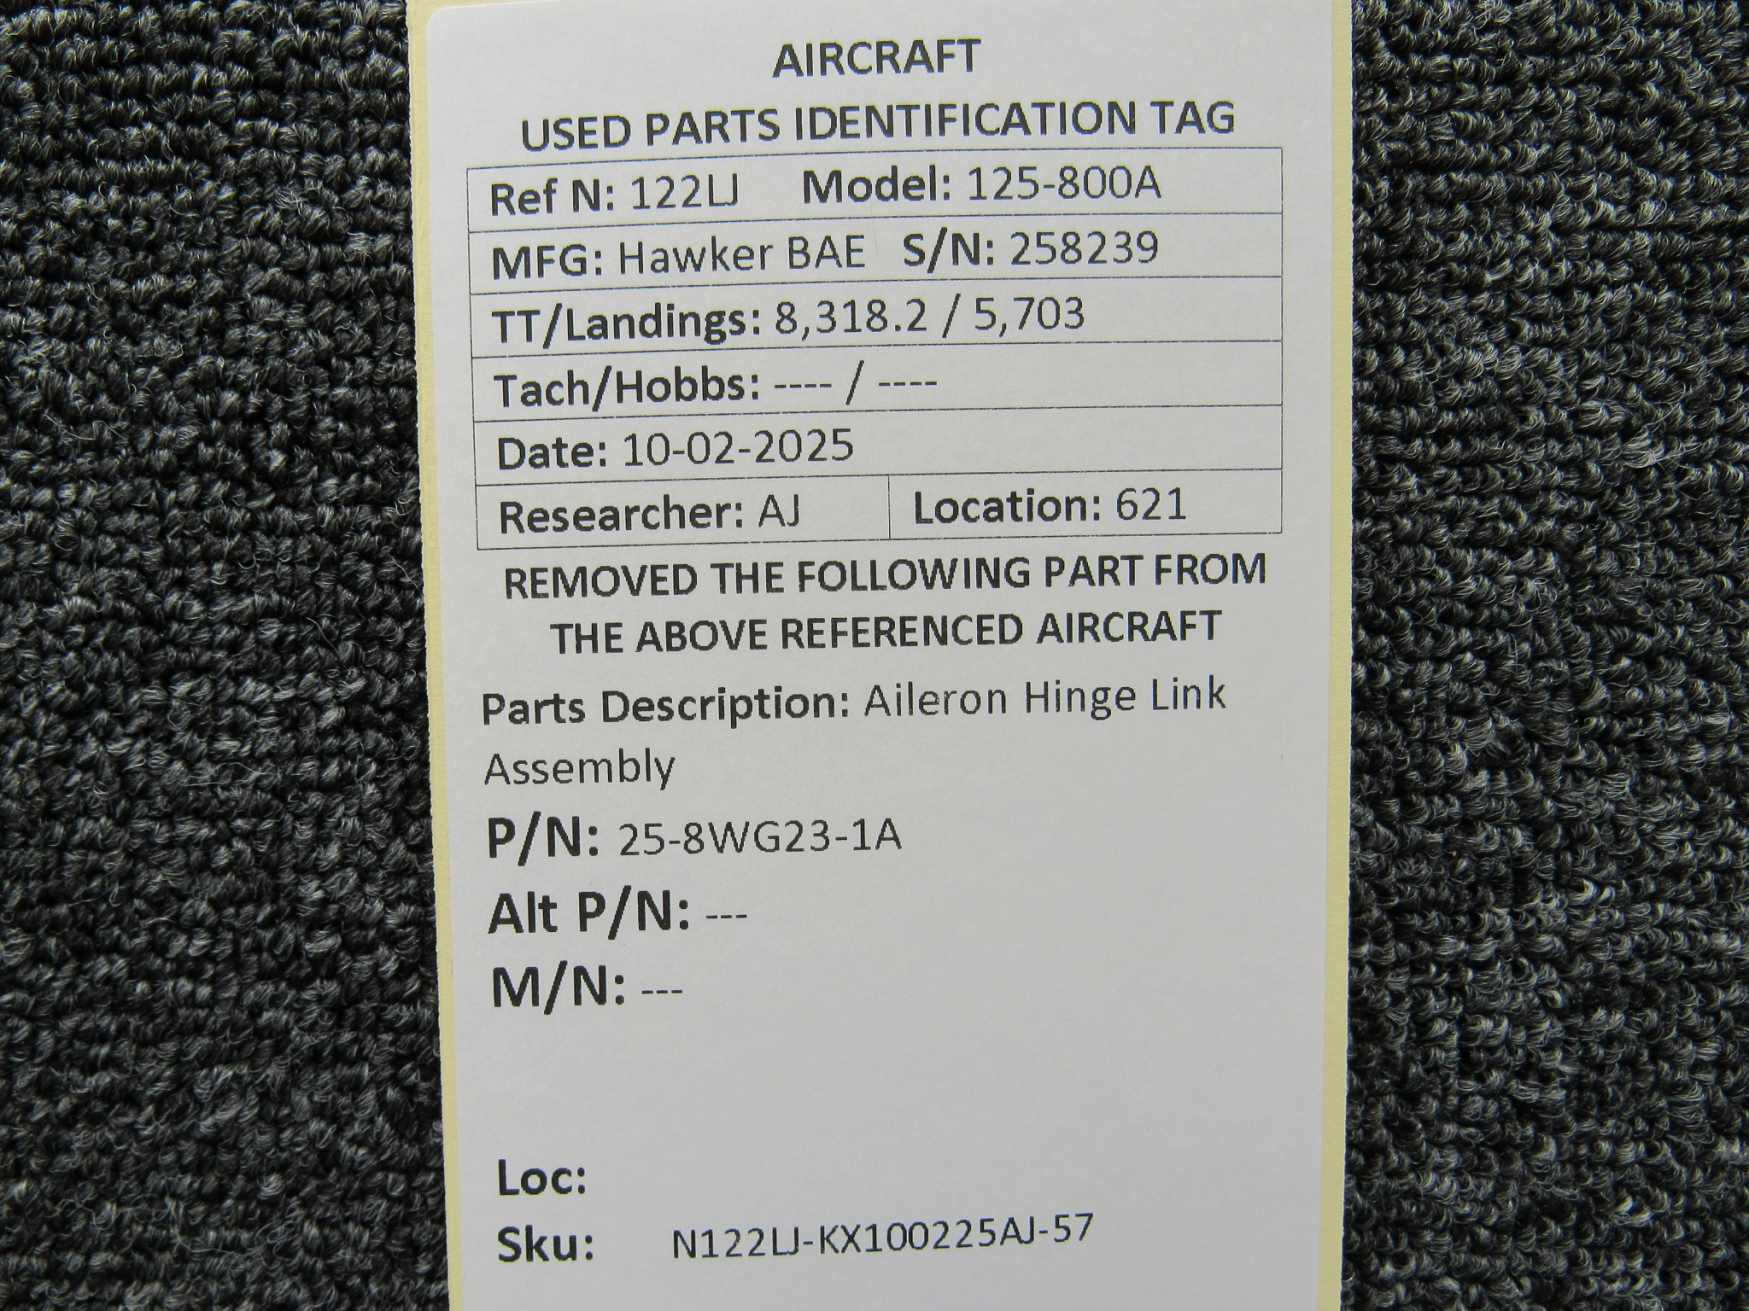 AIRCRAFT
USED PARTS IDENTIFICATION TAG
Ref N: 122LJ Model: 125-800A
MFG: Hawker BAE S/N: 258239
TT/Landings: 8,318.2 / 5,703
Tach/Hobbs: ---- / ----
Date: 10-02-2025
Researcher: AJ Location: 621
REMOVED THE FOLLOWING PART FROM
THE ABOVE REFERENCED AIRCRAFT
Parts Description: Aileron Hinge Link
Assembly
P/N: 25-8WG23-1A
Alt P/N: ---
M/N: ---
Loc:
Sku: N122LJ-KX100225AJ-57